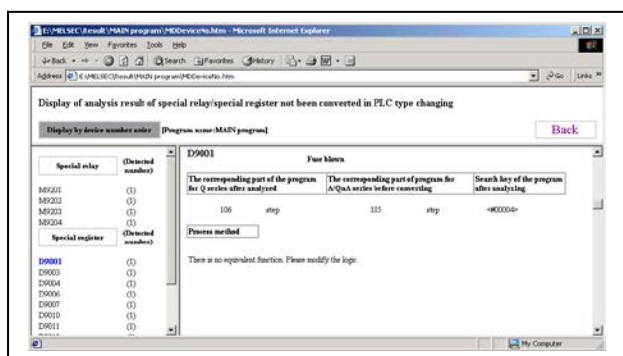 E:\MELSEC\Result\MAIN program\MDDeviceNo.htm - Microsoft Internet Explorer
File Edit View Favorites Tools Help
Back Search Favorites History
Address E:\MELSEC\Result\MAIN program\MDDeviceNo.htm Go Links »
Display of analysis result of special relay/special register not been converted in PLC type changing
Display by device number order [Program name:MAIN program] Back
Special relay (Detected number)
M9201 (1)
M9202 (1)
M9203 (1)
M9204 (1)
Special register (Detected number)
D9001 (1)
D9003 (1)
D9004 (1)
D9006 (1)
D9007 (1)
D9010 (1)
D9011 (1)
D9001
Fuse blown
The corresponding part of the program for Q series after analyzed
The corresponding part of program for A/QnA series before converting
Search key of the program after analyzing
106 step 115 step <#00004>
Process method
There is no equivalent function. Please modify the logic.
My Computer